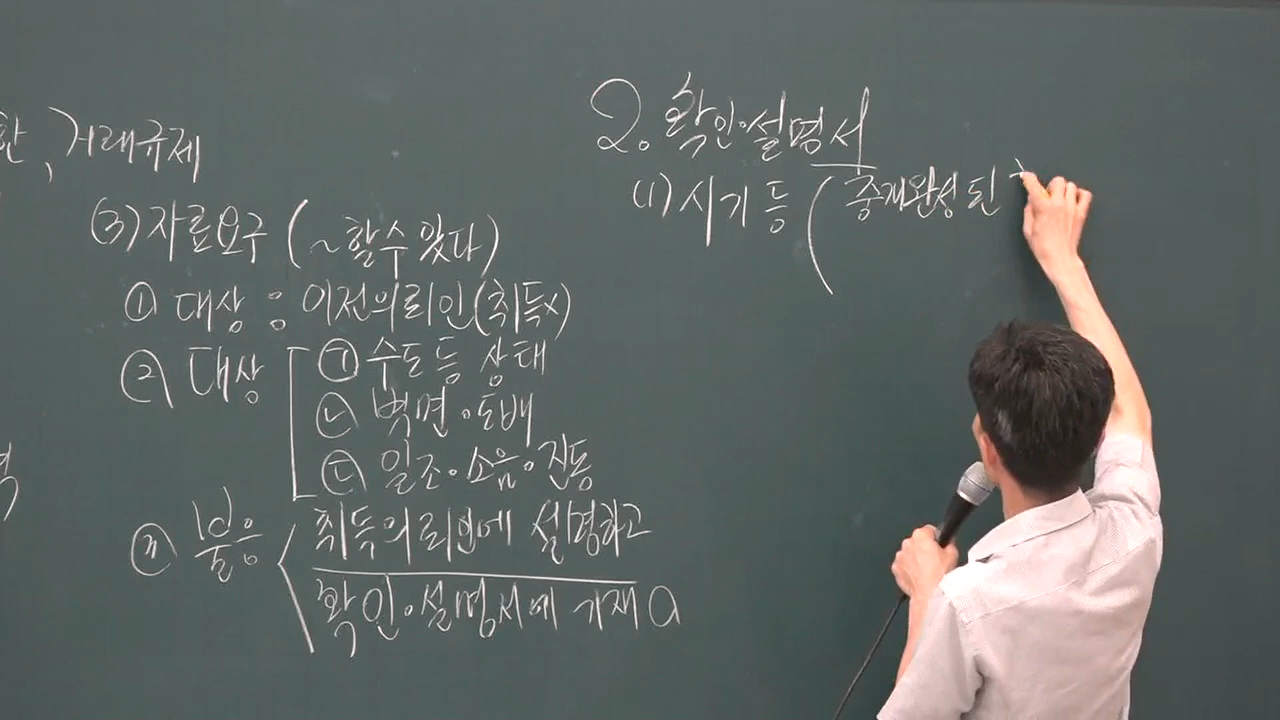 , 거래규제
(3) 자료요구 (~할수있다)
① 대상 : 이전의뢰인(취득x)
② 대상
㉠ 수도등 상태
㉡ 벽면·도배
㉢ 일조·소음·진동
③ 불응
취득의뢰인에 설명하고
확인·설명서에 기재
2. 확인·설명서
(1) 시기 등 ( 중개완성 된